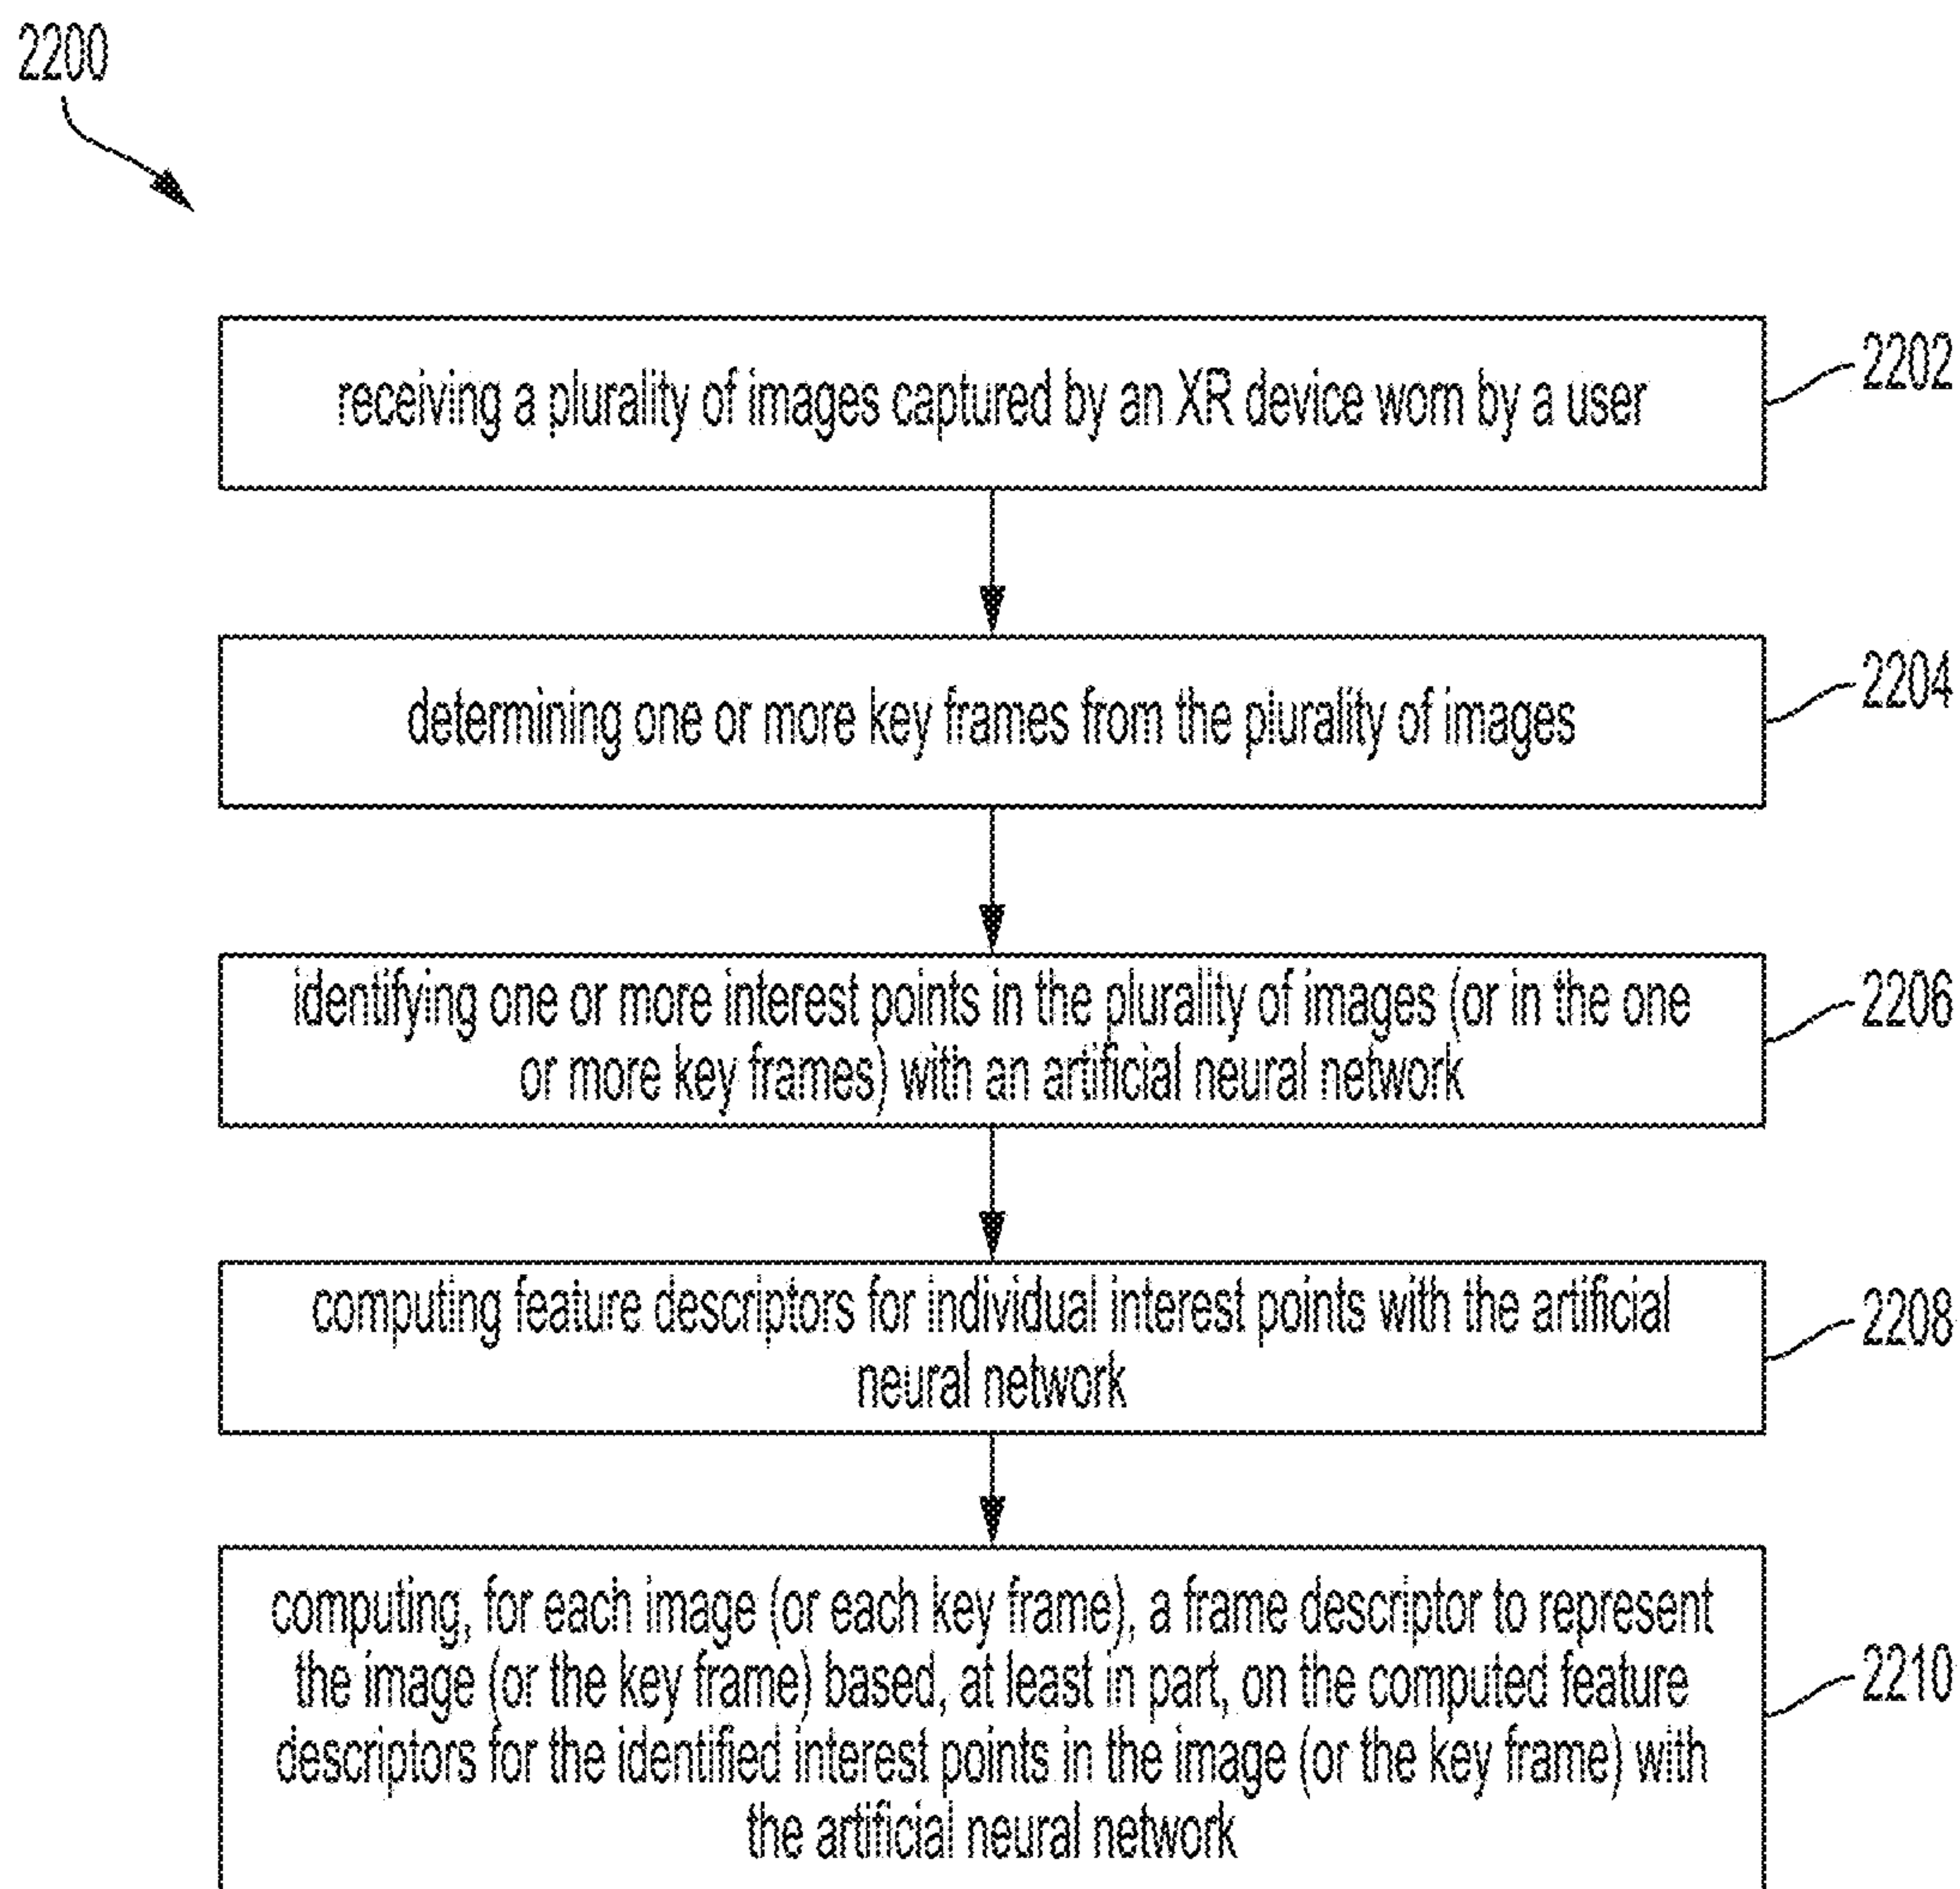 2200
receiving a plurality of images captured by an XR device worn by a user
2202
determining one or more key frames from the plurality of images
2204
identifying one or more interest points in the plurality of images (or in the one
or more key frames) with an artificial neural network
2206
computing feature descriptors for individual interest points with the artificial
neural network
2208
computing, for each image (or each key frame), a frame descriptor to represent
the image (or the key frame) based, at least in part, on the computed feature
descriptors for the identified interest points in the image (or the key frame) with
the artificial neural network
2210